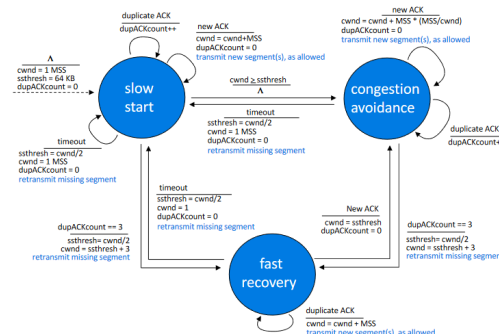 duplicate ACK
dupACKcount++
new ACK
cwnd = cwnd+MSS
dupACKcount = 0
transmit new segment(s), as allowed
new ACK
cwnd = cwnd + MSS * (MSS/cwnd)
dupACKcount = 0
transmit new segment(s), as allowed
Λ
cwnd = 1 MSS
ssthresh = 64 KB
dupACKcount = 0
slow
start
cwnd ≥ ssthresh
Λ
congestion
avoidance
timeout
ssthresh = cwnd/2
cwnd = 1 MSS
dupACKcount = 0
retransmit missing segment
timeout
ssthresh = cwnd/2
cwnd = 1 MSS
dupACKcount = 0
retransmit missing segment
duplicate ACK
dupACKcount+
timeout
ssthresh = cwnd/2
cwnd = 1
dupACKcount = 0
retransmit missing segment
New ACK
cwnd = ssthresh
dupACKcount = 0
dupACKcount == 3
ssthresh= cwnd/2
cwnd = ssthresh + 3
retransmit missing segment
dupACKcount == 3
ssthresh= cwnd/2
cwnd = ssthresh + 3
retransmit missing segment
fast
recovery
duplicate ACK
cwnd = cwnd + MSS
transmit new segment(s), as allowed